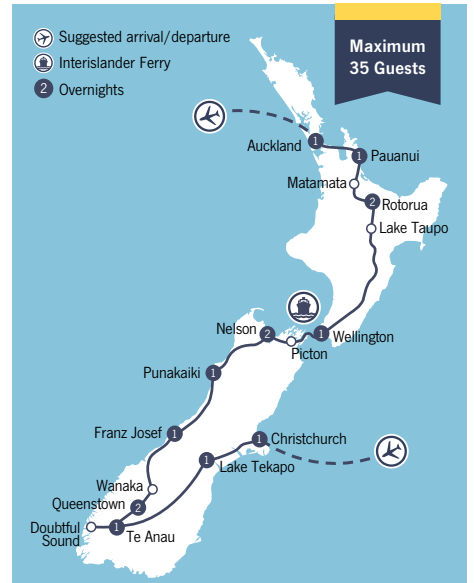 Suggested arrival/departure
Interislander Ferry
2 Overnights
Maximum
35 Guests
Auckland
1
1
Pauanui
Matamata
2
Rotorua
Lake Taupo
Nelson
2
1
Wellington
Picton
Punakaiki
1
Franz Josef
1
1
Christchurch
1
Lake Tekapo
Wanaka
Queenstown
2
Doubtful
Sound
1
Te Anau